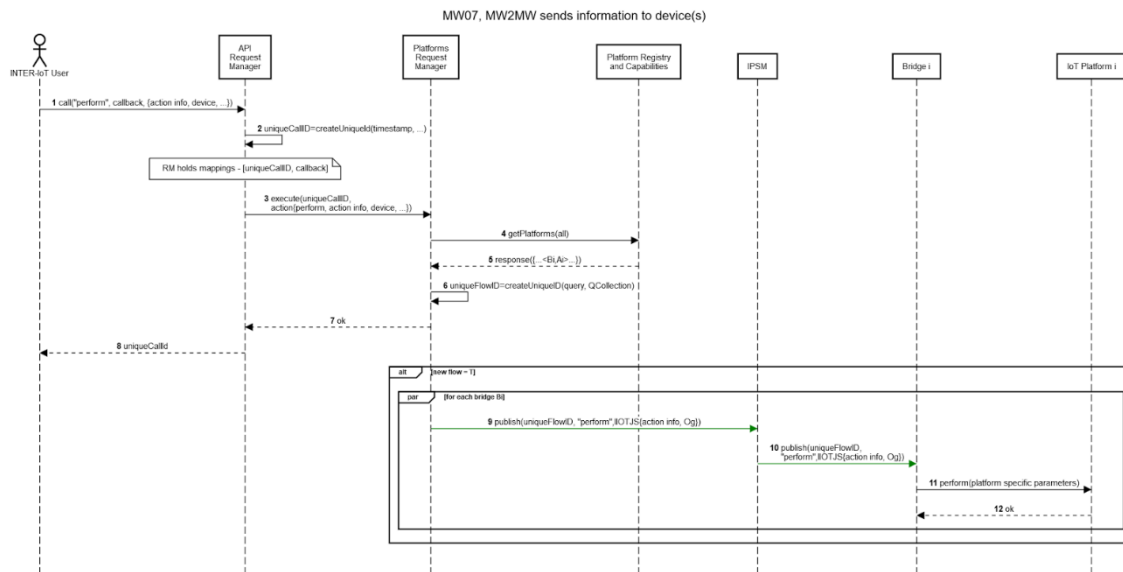 MW07, MW2MW sends information to device(s)
INTER-IoT User
API
Request
Manager
Platforms
Request
Manager
Platform Registry
and Capabilities
IPSM
Bridge i
IoT Platform i
1 call("perform", callback, {action info, device, ...})
2 uniqueCallID=createUniqueId(timestamp, ...)
RM holds mappings - [uniqueCallID, callback]
3 execute(uniqueCallID,
action{perform, action info, device, ...})
4 getPlatforms(all)
5 response({...<Bi,Ai>...})
6 uniqueFlowID=createUniqueID(query, QCollection)
7 ok
8 uniqueCallId
alt [new flow = T]
par [for each bridge Bi]
9 publish(uniqueFlowID, "perform",IIOTJS{action info, Og})
10 publish(uniqueFlowID,
"perform",IIOTJS{action info, Og})
11 perform(platform specific parameters)
12 ok